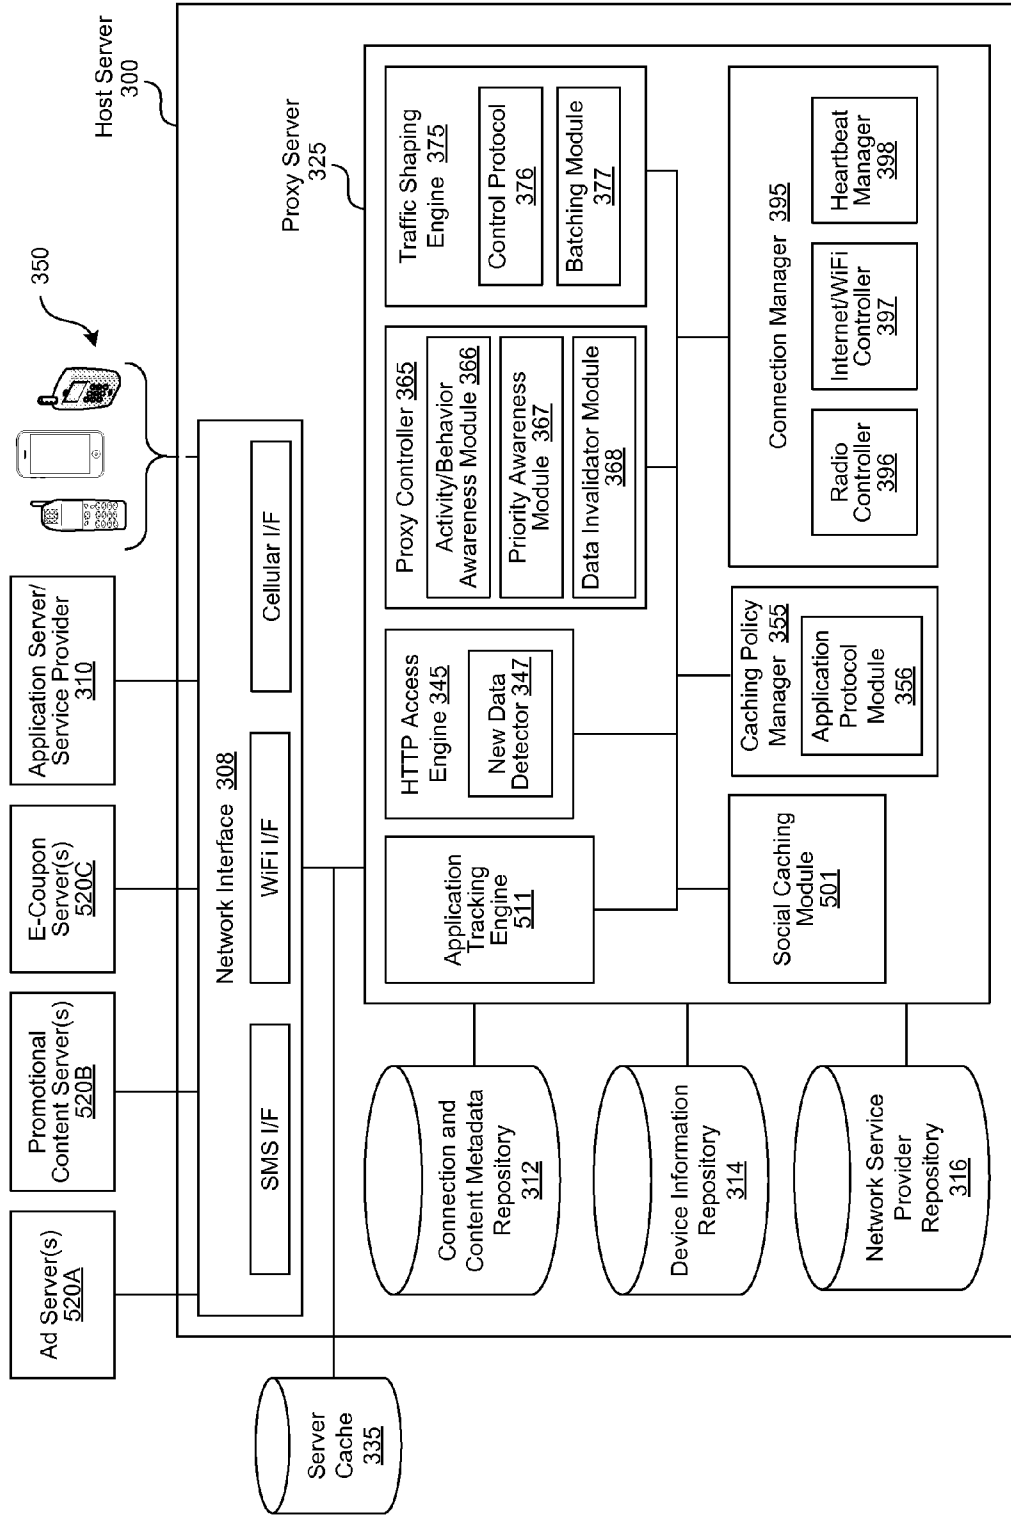 Ad Server(s)
520A
Promotional
Content Server(s)
520B
E-Coupon
Server(s)
520C
Application Server/
Service Provider
310
350
Host Server
300
Network Interface 308
SMS I/F
WiFi I/F
Cellular I/F
Server
Cache
335
Proxy Server
325
Connection and
Content Metadata
Repository
312
Device Information
Repository
314
Network Service
Provider
Repository
316
Application
Tracking
Engine
511
HTTP Access
Engine 345
New Data
Detector 347
Proxy Controller 365
Activity/Behavior
Awareness Module 366
Priority Awareness
Module 367
Data Invalidator Module
368
Traffic Shaping
Engine 375
Control Protocol
376
Batching Module
377
Social Caching
Module
501
Caching Policy
Manager 355
Application
Protocol
Module
356
Connection Manager 395
Radio
Controller
396
Internet/WiFi
Controller
397
Heartbeat
Manager
398